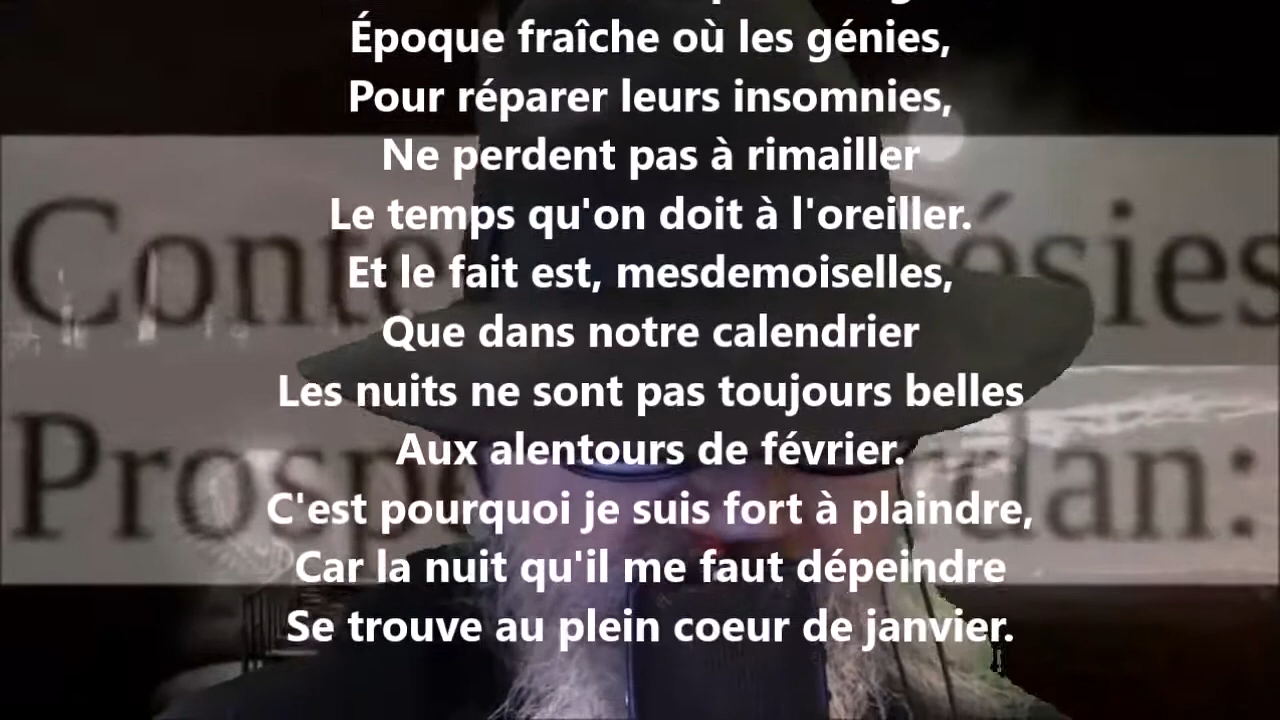 Époque fraîche où les génies,
Pour réparer leurs insomnies,
Ne perdent pas à rimailler
Le temps qu'on doit à l'oreiller.
Et le fait est, mesdemoiselles,
Que dans notre calendrier
Les nuits ne sont pas toujours belles
Aux alentours de février.
C'est pourquoi je suis fort à plaindre,
Car la nuit qu'il me faut dépeindre
Se trouve au plein coeur de janvier.